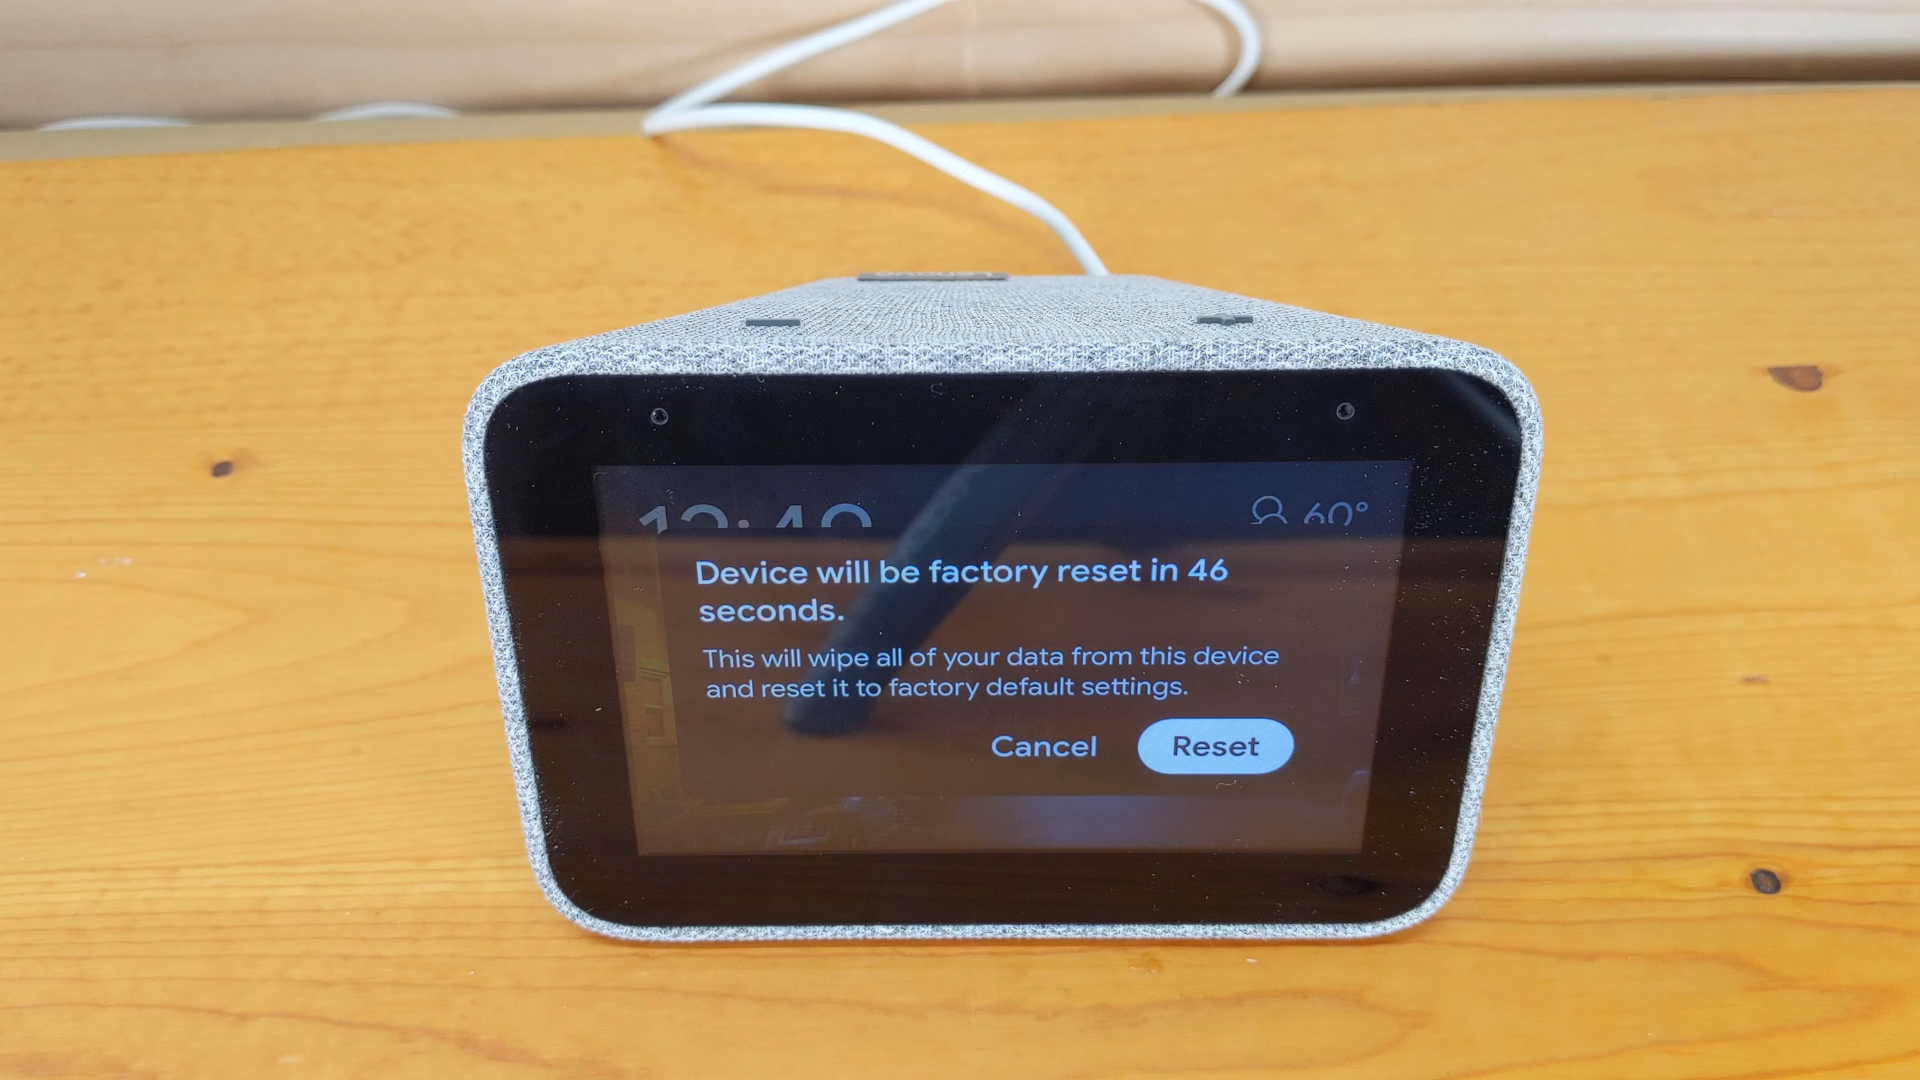 60°
Device will be factory reset in 46
seconds.
This will wipe all of your data from this device
and reset it to factory default settings.
Cancel Reset